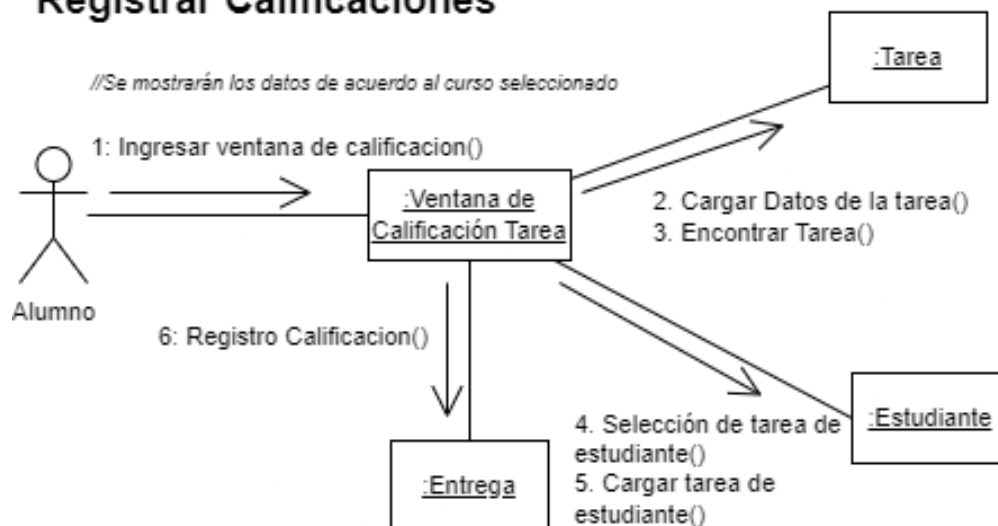 Registrar Calificaciones
:Tarea
//Se mostrarán los datos de acuerdo al curso seleccionado
1: Ingresar ventana de calificacion()
:Ventana de
Calificación Tarea
2. Cargar Datos de la tarea()
3. Encontrar Tarea()
Alumno
6: Registro Calificacion()
:Estudiante
4. Selección de tarea de
estudiante()
5. Cargar tarea de
estudiante()
:Entrega